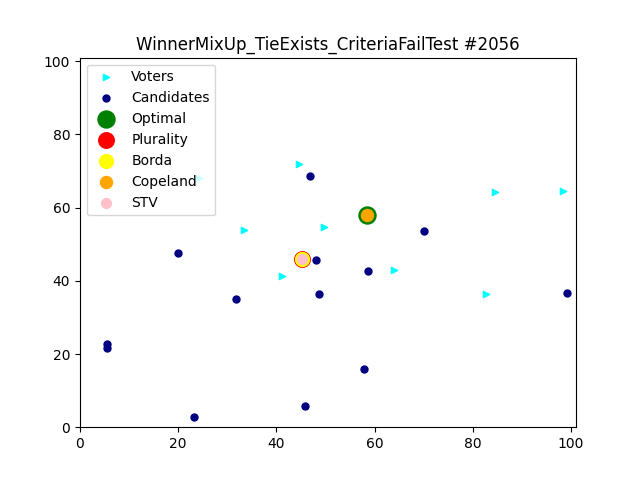 WinnerMixUp_TieExists_CriteriaFailTest #2056
100
80
60
40
20
0
Voters
Candidates
Optimal
Plurality
Borda
Copeland
STV
0 20 40 60 80 100